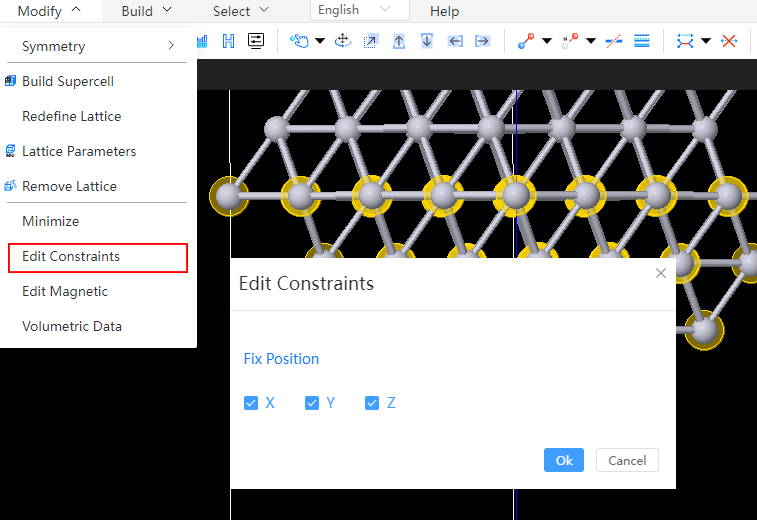 Modify Build Select English Help
Symmetry
Build Supercell
Redefine Lattice
Lattice Parameters
Remove Lattice
Minimize
Edit Constraints
Edit Magnetic
Volumetric Data
Edit Constraints
Fix Position
X Y Z
Ok Cancel